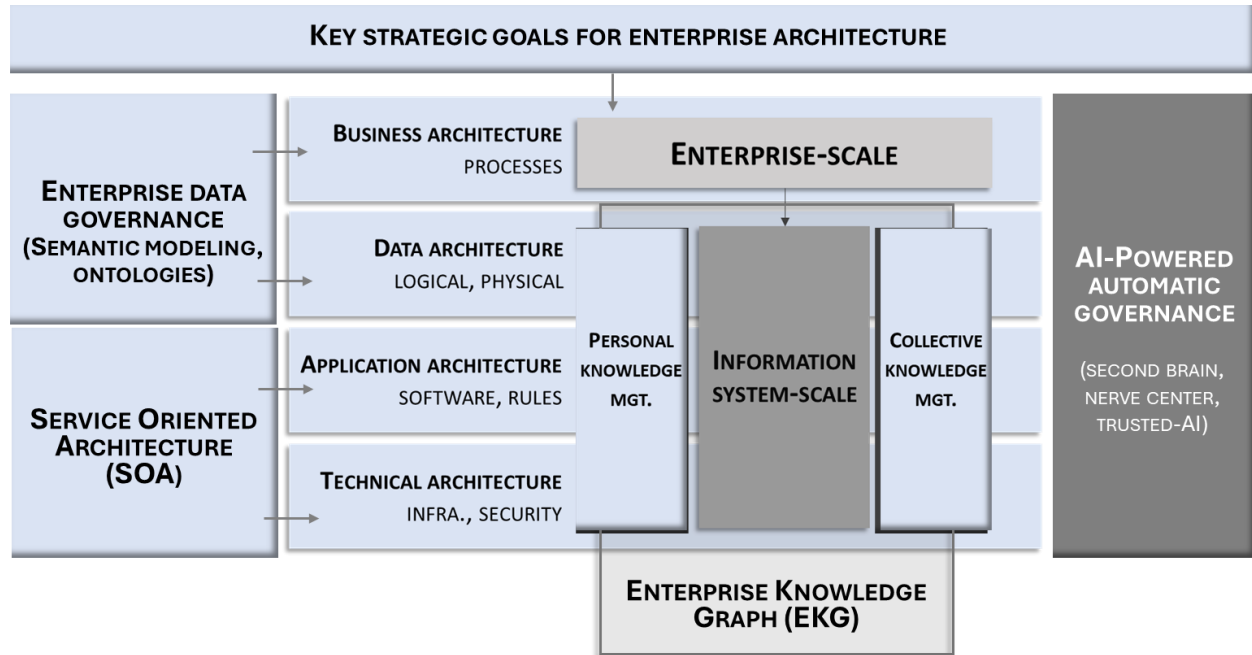 KEY STRATEGIC GOALS FOR ENTERPRISE ARCHITECTURE
ENTERPRISE DATA
GOVERNANCE
(SEMANTIC MODELING,
ONTOLOGIES)
SERVICE ORIENTED
ARCHITECTURE
(SOA)
BUSINESS ARCHITECTURE
PROCESSES
DATA ARCHITECTURE
LOGICAL, PHYSICAL
APPLICATION ARCHITECTURE
SOFTWARE, RULES
TECHNICAL ARCHITECTURE
INFRA., SECURITY
ENTERPRISE-SCALE
PERSONAL
KNOWLEDGE
MGT.
INFORMATION
SYSTEM-SCALE
COLLECTIVE
KNOWLEDGE
MGT.
ENTERPRISE KNOWLEDGE
GRAPH (EKG)
AI-POWERED
AUTOMATIC
GOVERNANCE
(SECOND BRAIN,
NERVE CENTER,
TRUSTED-AI)